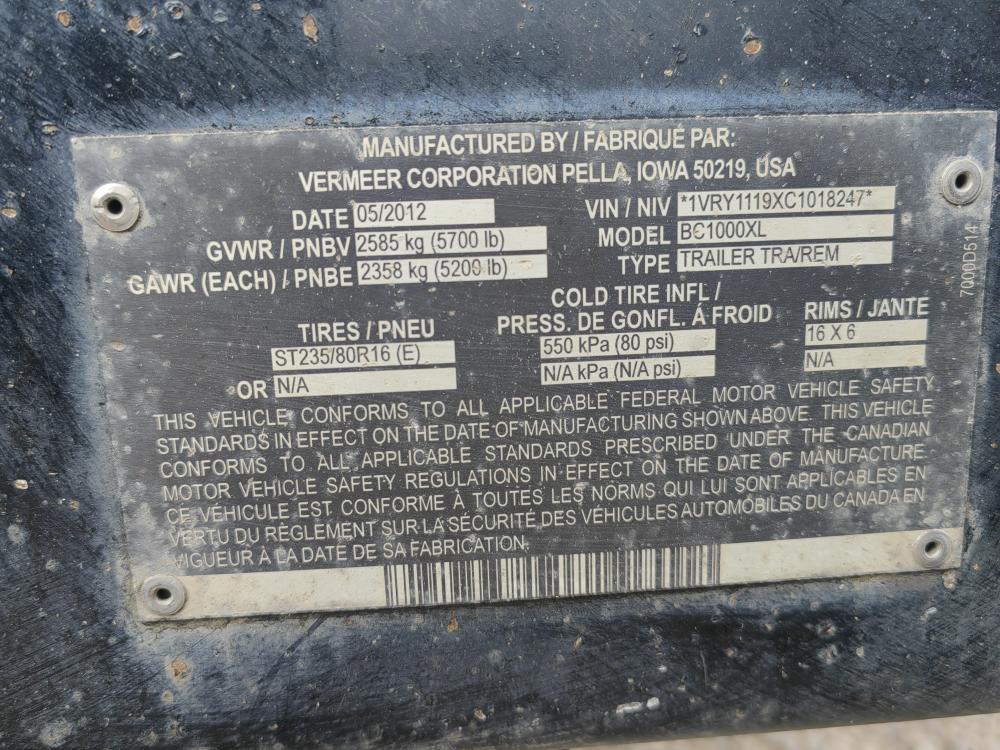 MANUFACTURED BY / FABRIQUÉ PAR:
VERMEER CORPORATION PELLA, IOWA 50219, USA
DATE 05/2012
VIN / NIV *1VRY1119XC1018247*
GVWR / PNBV 2585 kg (5700 lb)
MODEL BC1000XL
GAWR (EACH) / PNBE 2358 kg (5200 lb)
TYPE TRAILER TRA/REM
COLD TIRE INFL /
TIRES / PNEU
PRESS. DE GONFL. Á FROID
RIMS / JANTE
ST235/80R16 (E)
550 kPa (80 psi)
16 X 6
OR N/A
N/A kPa (N/A psi)
N/A
THIS VEHICLE CONFORMS TO ALL APPLICABLE FEDERAL MOTOR VEHICLE SAFETY
STANDARDS IN EFFECT ON THE DATE OF MANUFACTURING SHOWN ABOVE. THIS VEHICLE
CONFORMS TO ALL APPLICABLE STANDARDS PRESCRIBED UNDER THE CANADIAN
MOTOR VEHICLE SAFETY REGULATIONS IN EFFECT ON THE DATE OF MANUFACTURE.
CE VÉHICULE EST CONFORME À TOUTES LES NORMS QUI LUI SONT APPLICABLES EN
VERTU DU RÈGLEMENT SUR LA SÉCURITÉ DES VÉHICULES AUTOMOBILES DU CANADA EN
VIGUEUR À LA DATE DE SA FABRICATION.
7000D514